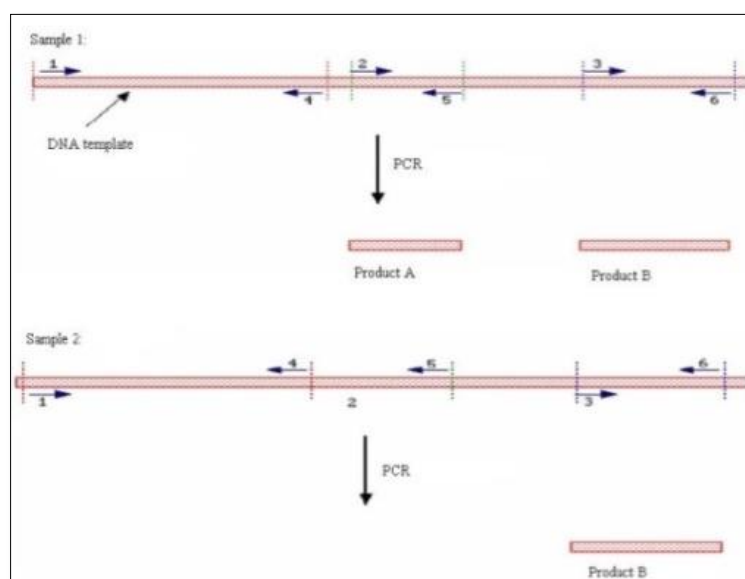 Sample 1:
1 2 3
4 5 6
DNA template
PCR
Product A Product B
Sample 2:
4 5 6
1 2 3
PCR
Product B